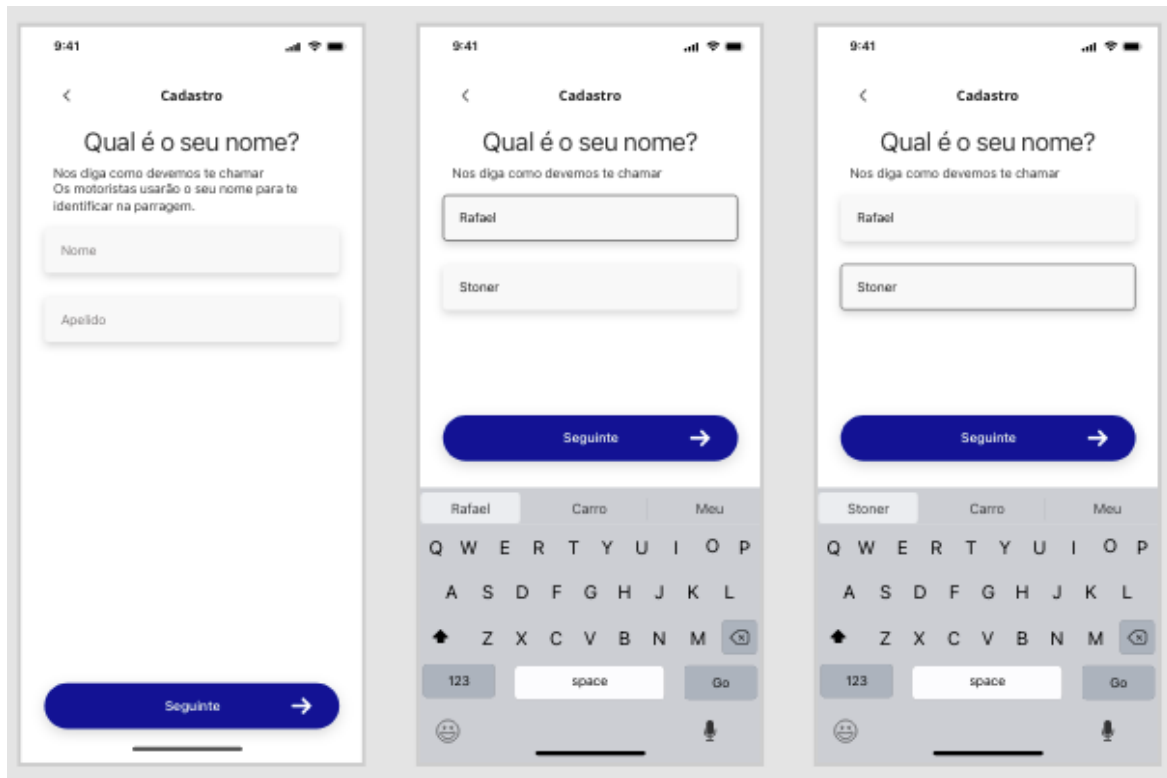 9:41
Cadastro
Qual é o seu nome?
Nos diga como devemos te chamar
Os motoristas usarão o seu nome para te
identificar na parragem.
Nome
Apelido
Seguinte
9:41
Cadastro
Qual é o seu nome?
Nos diga como devemos te chamar
Rafael
Stoner
Seguinte
Rafael Carro Meu
Q W E R T Y U I O P
A S D F G H J K L
Z X C V B N M
123 space Go
9:41
Cadastro
Qual é o seu nome?
Nos diga como devemos te chamar
Rafael
Stoner
Seguinte
Stoner Carro Meu
Q W E R T Y U I O P
A S D F G H J K L
Z X C V B N M
123 space Go